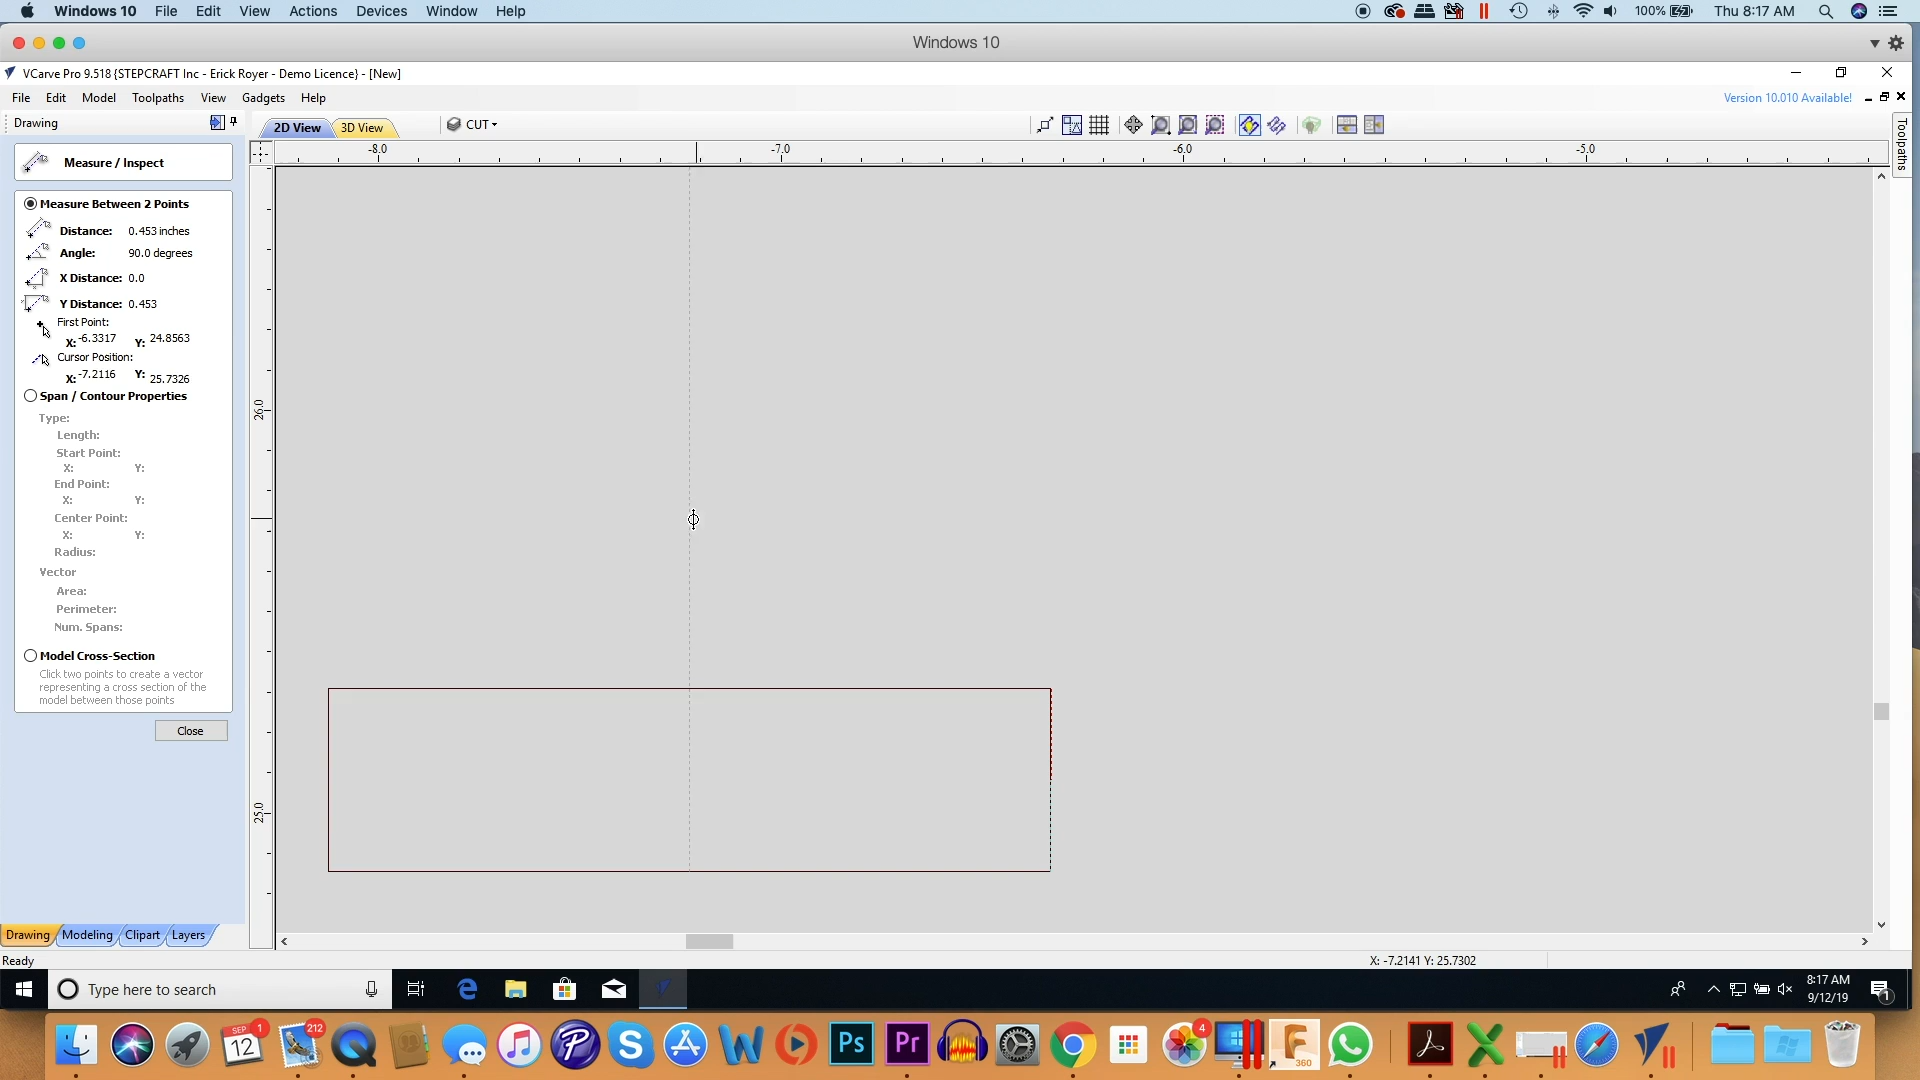 Windows 10 File Edit View Actions Devices Window Help 100% Thu 8:17 AM
Windows 10
VCarve Pro 9.518 {STEPCRAFT Inc - Erick Royer - Demo Licence} - [New]
File Edit Model Toolpaths View Gadgets Help Version 10.010 Available!
Drawing 2D View 3D View CUT
Toolpaths
-8.0 -7.0 -6.0 -5.0
Measure / Inspect
Measure Between 2 Points
Distance: 0.453 inches
Angle: 90.0 degrees
X Distance: 0.0
Y Distance: 0.453
First Point:
X: -6.3317 Y: 24.8563
Cursor Position:
X: -7.2116 Y: 25.7326
Span / Contour Properties
Type:
Length:
Start Point:
X: Y:
End Point:
X: Y:
Center Point:
X: Y:
Radius:
Vector
Area:
Perimeter:
Num. Spans:
Model Cross-Section
Click two points to create a vector
representing a cross section of the
model between those points
Close
26.0
25.0
Drawing Modeling Clipart Layers
Ready X: -7.2141 Y: 25.7302
Type here to search
8:17 AM
9/12/19
1
SEP 1
12
212
Ps
Pr
4
360